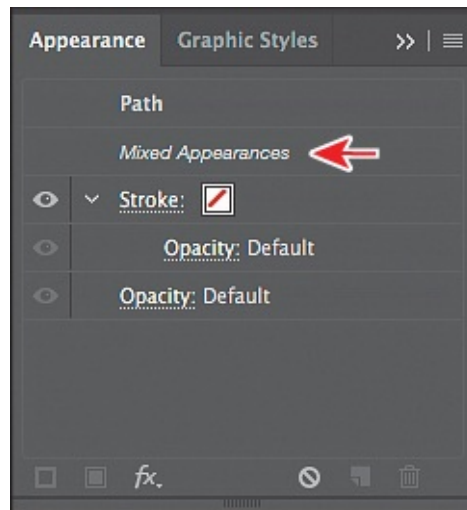 Appearance Graphic Styles
Path
Mixed Appearances
Stroke:
Opacity: Default
Opacity: Default
fx.